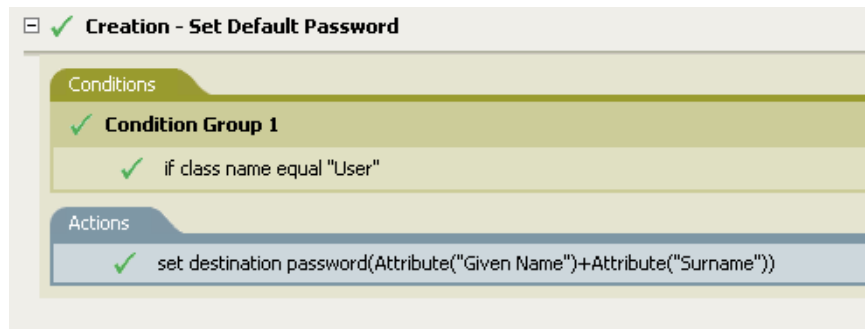 Creation - Set Default Password
Conditions
Condition Group 1
if class name equal "User"
Actions
set destination password(Attribute("Given Name")+Attribute("Surname"))